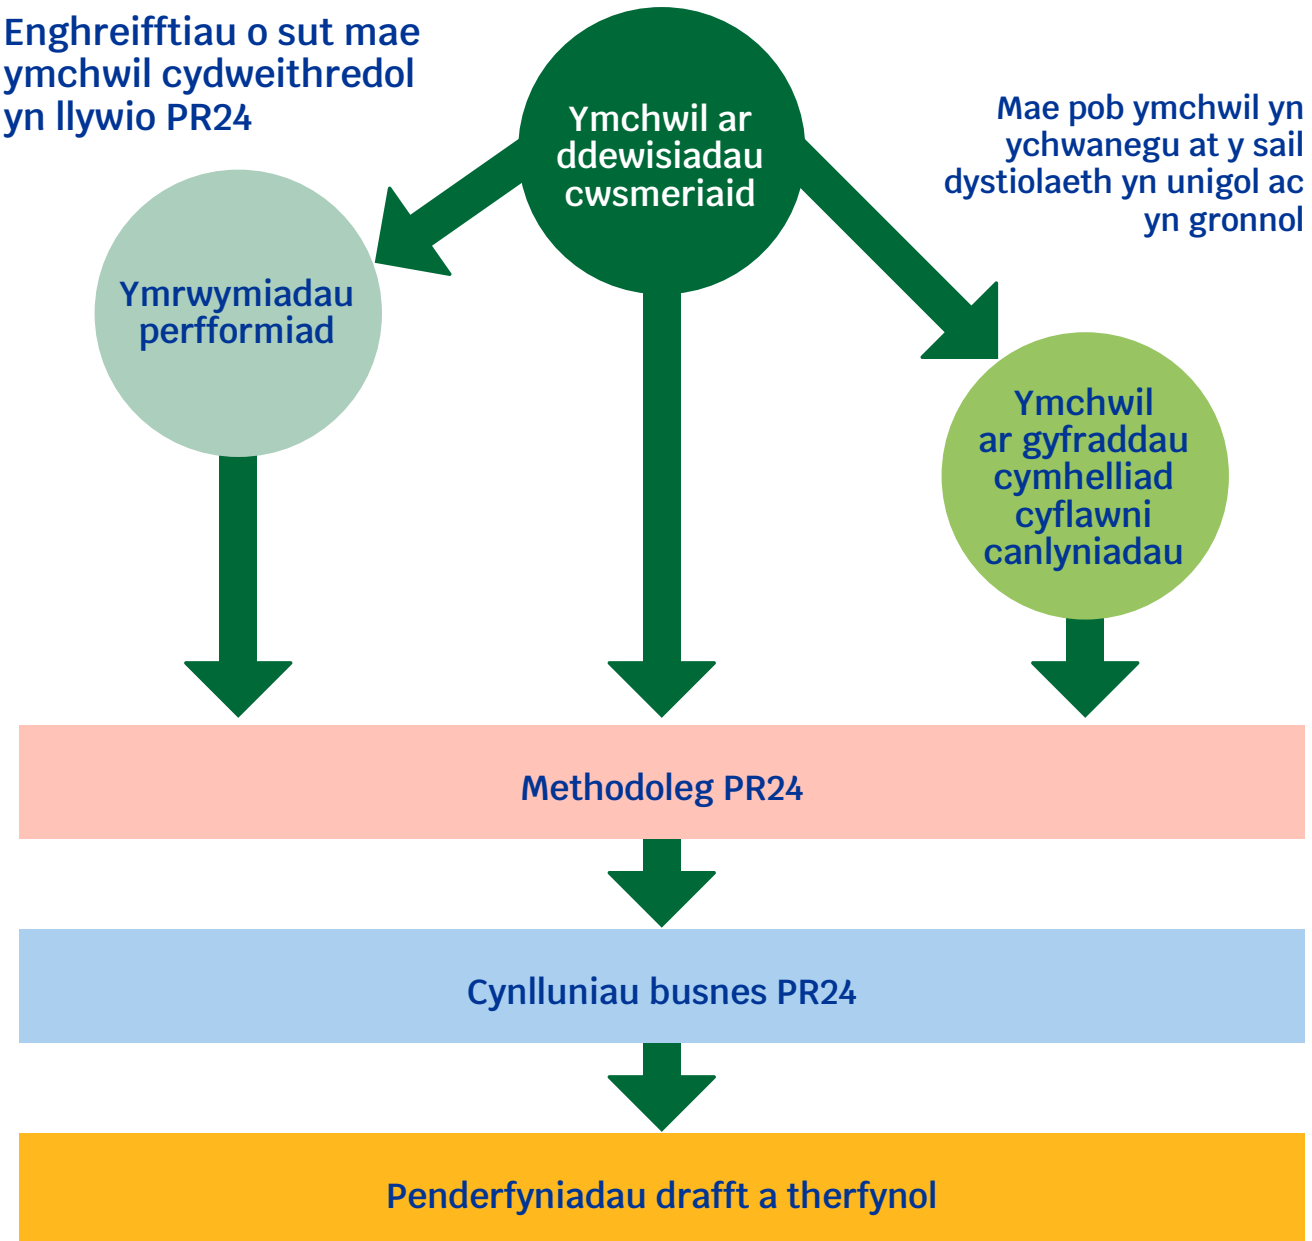 Enghreifftiau o sut mae
ymchwil cydweithredol
yn llywio PR24
Ymchwil ar
ddewisiadau
cwsmeriaid
Mae pob ymchwil yn
ychwanegu at y sail
dystiolaeth yn unigol ac
yn gronnol
Ymrwymiadau
perfformiad
Ymchwil
ar gyfraddau
cymhelliad
cyflawni
canlyniadau
Methodoleg PR24
Cynlluniau busnes PR24
Penderfyniadau drafft a therfynol